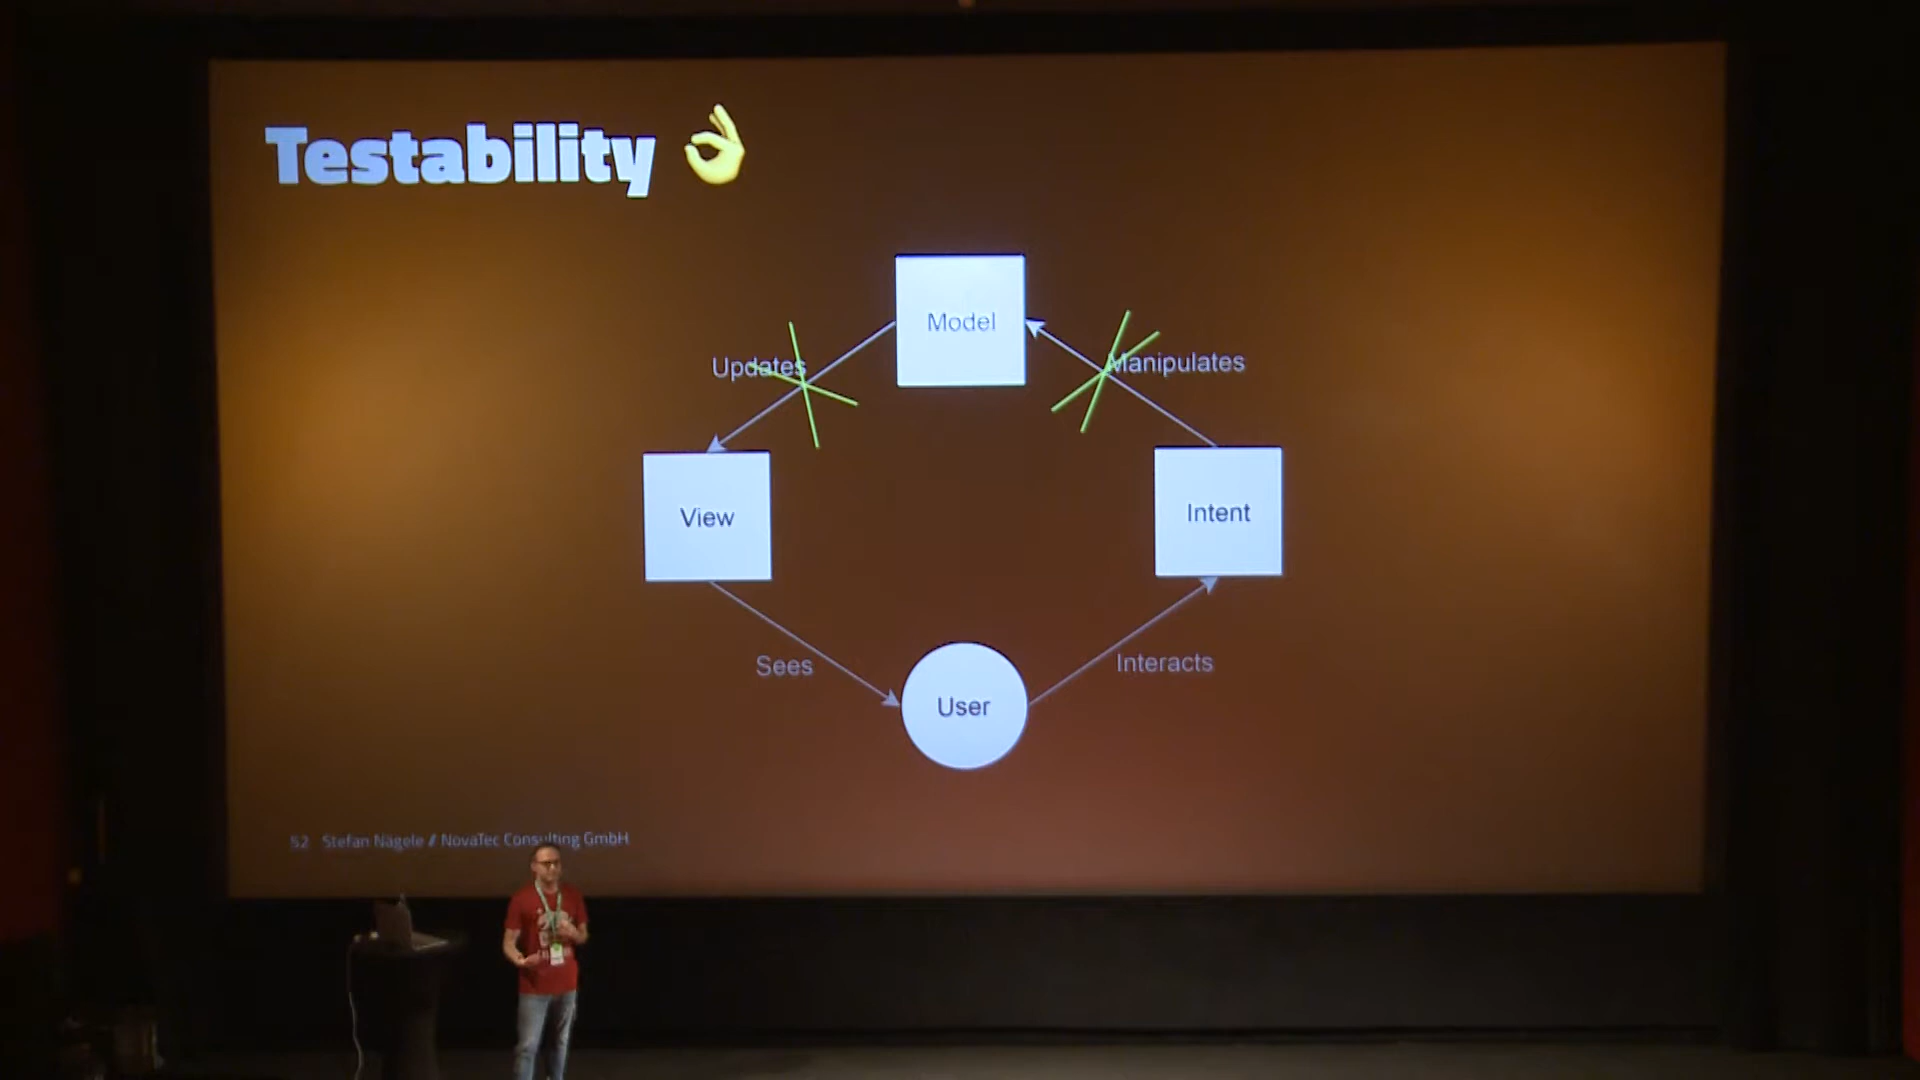 Testability 👌
Model
Updates
Manipulates
View
Intent
Sees
Interacts
User
52 Stefan Nägele // NovaTec Consulting GmbH